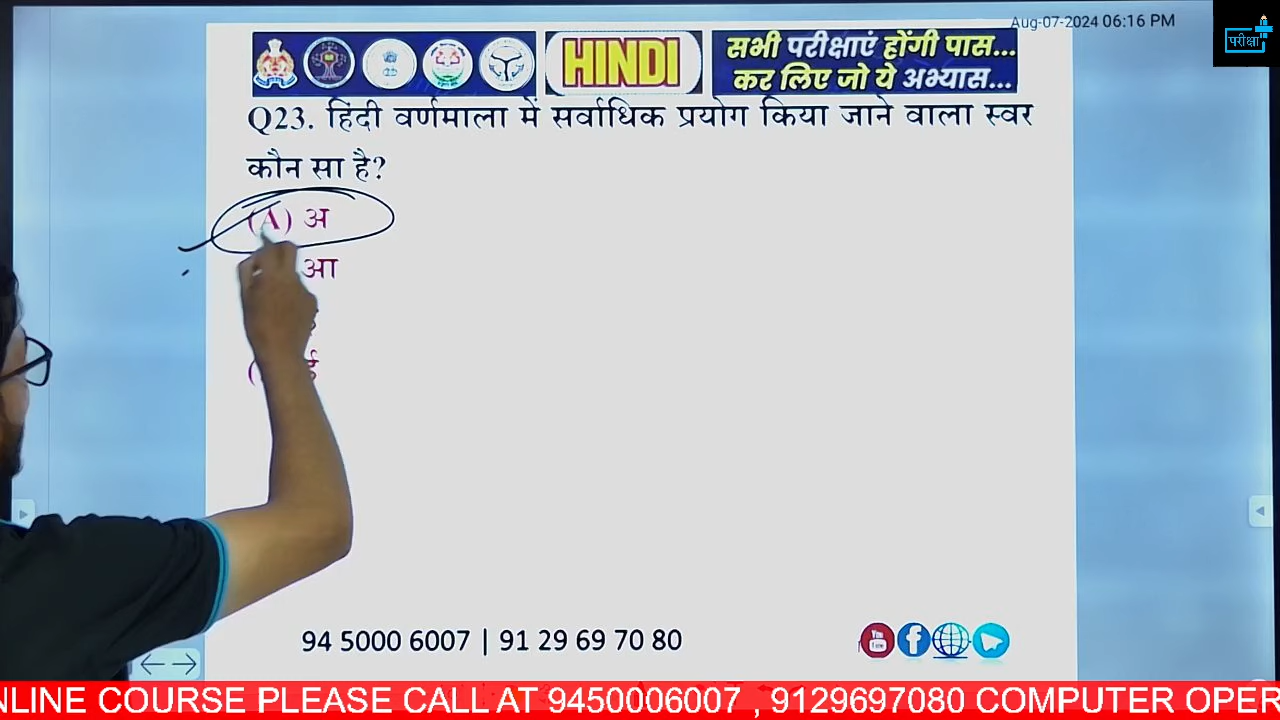 Aug-07-2024 06:16 PM
परीक्षा
HINDI
सभी परीक्षाएं होंगी पास...
कर लिए जो ये अभ्यास...
Q23. हिंदी वर्णमाला में सर्वाधिक प्रयोग किया जाने वाला स्वर
कौन सा है?
(A) अ
आ
ई
94 5000 6007 | 91 29 69 70 80
You
NLINE COURSE PLEASE CALL AT 9450006007 , 9129697080 COMPUTER OPER